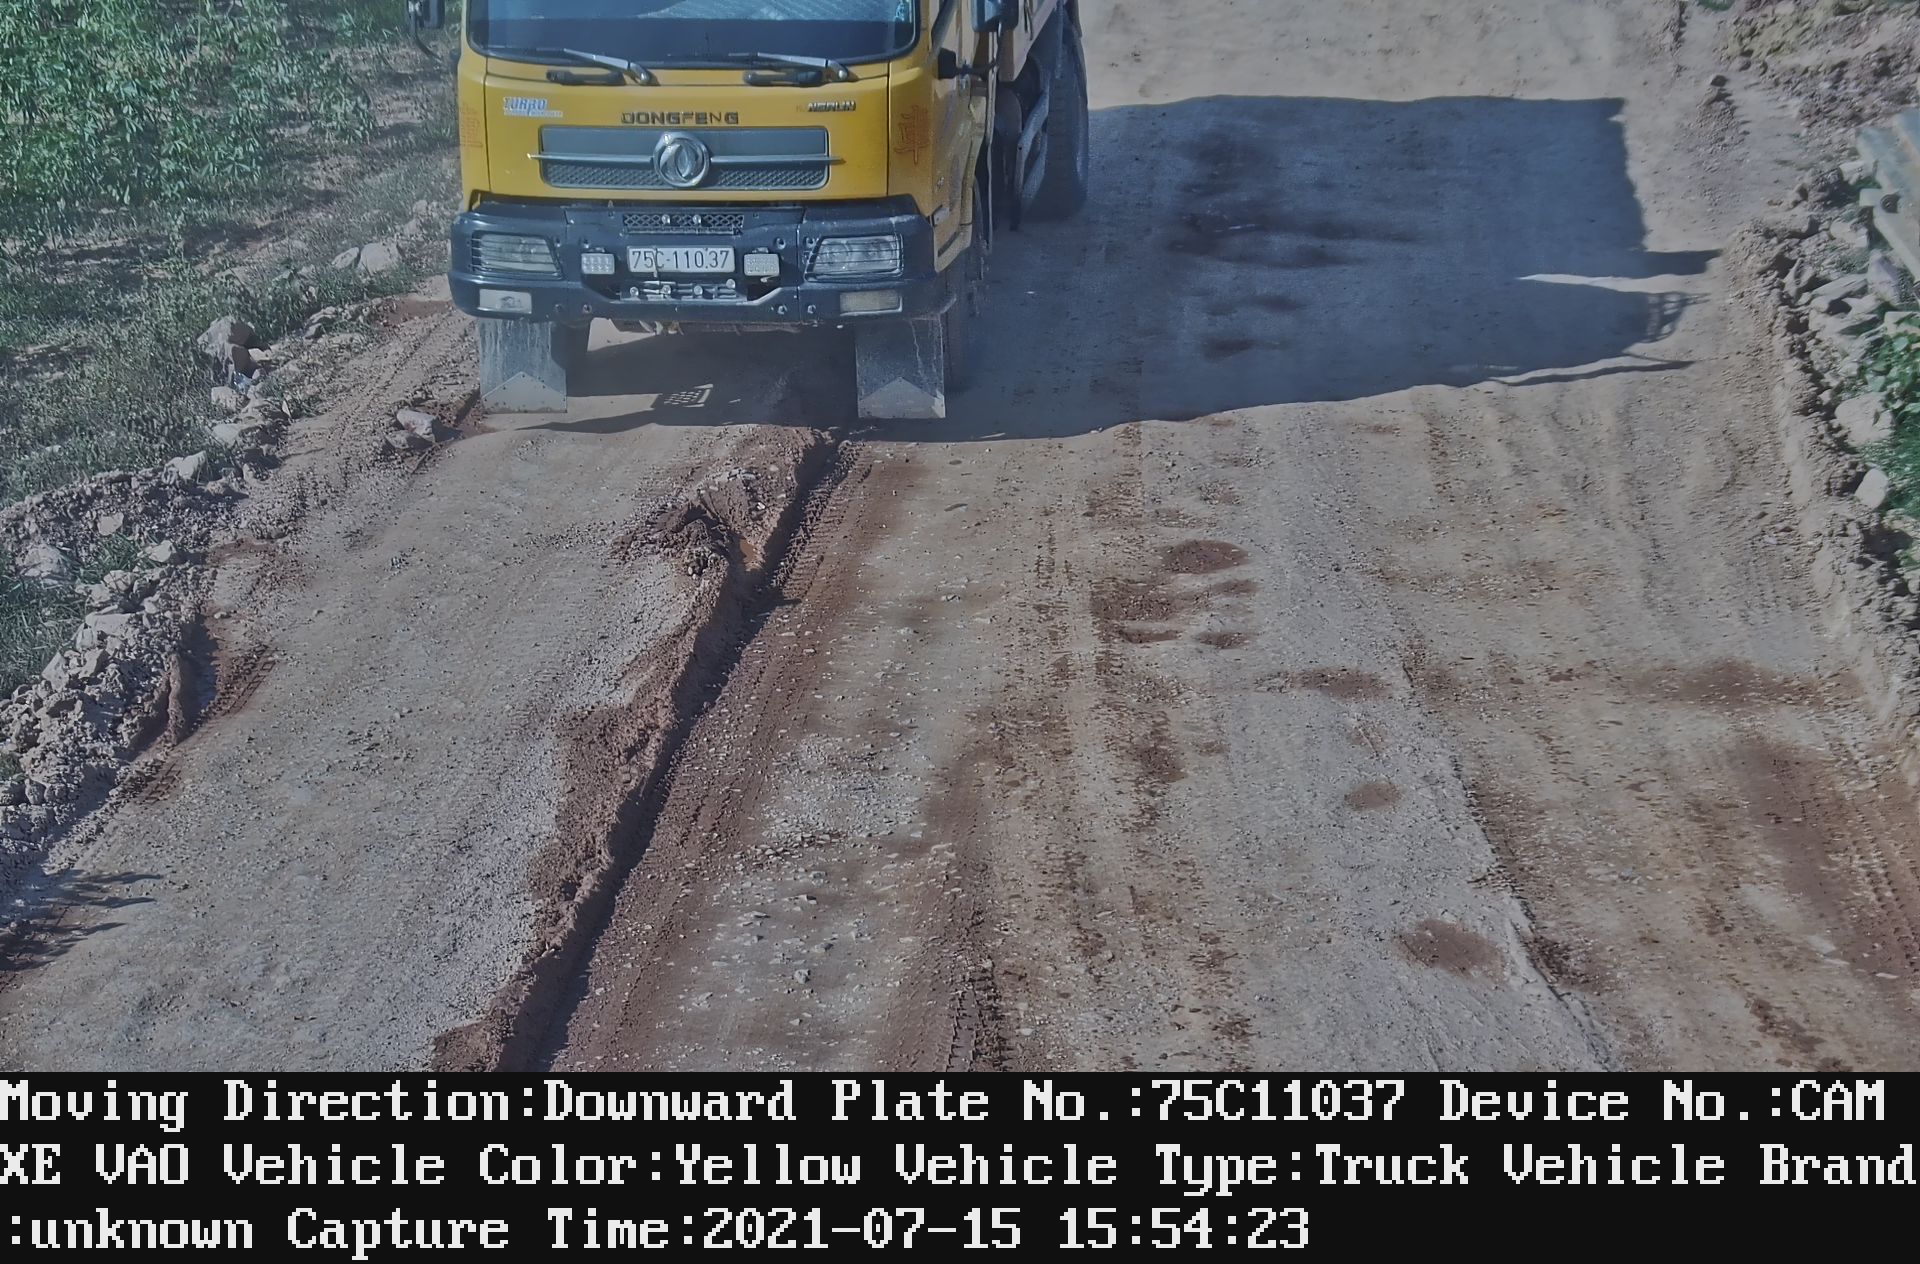 TURBO
DONGFENG
75C-110.37
Moving Direction:Downward Plate No.:75C11037 Device No.:CAM
XE VAO Vehicle Color:Yellow Vehicle Type:Truck Vehicle Brand
:unknown Capture Time:2021-07-15 15:54:23